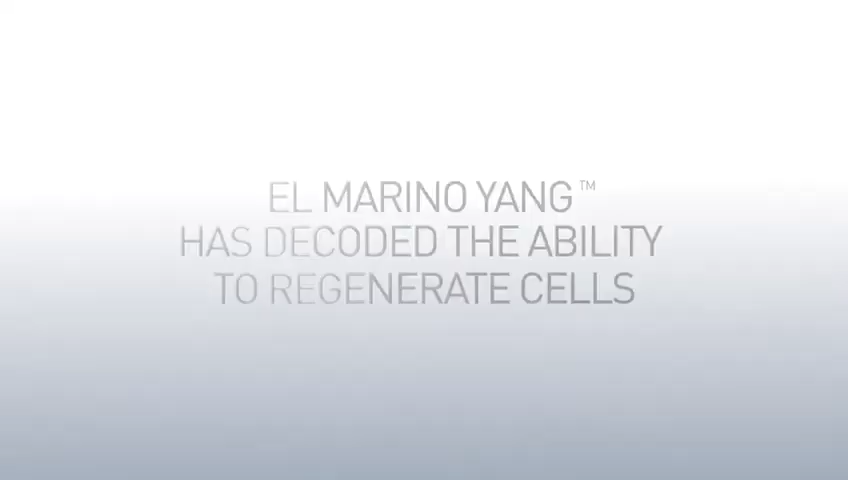 EL MARINO YANG™
HAS DECODED THE ABILITY
TO REGENERATE CELLS